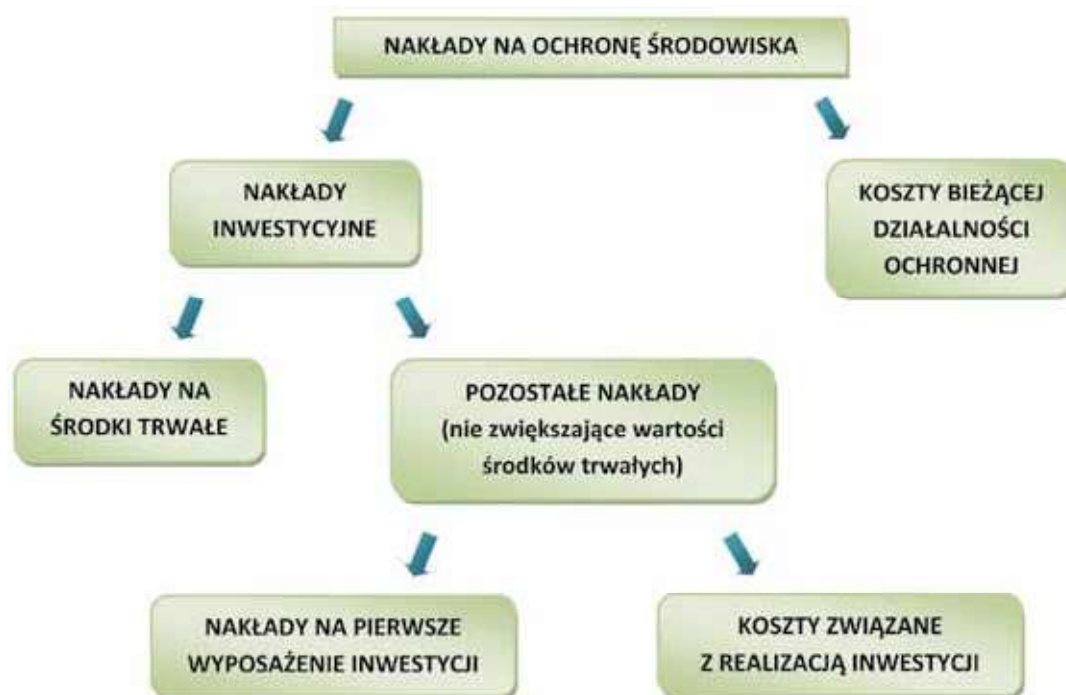 NAKŁADY NA OCHRONĘ ŚRODOWISKA
NAKŁADY
INWESTYCYJNE
KOSZTY BIEŻĄCEJ
DZIAŁALNOŚCI
OCHRONNEJ
NAKŁADY NA
ŚRODKI TRWAŁE
POZOSTAŁE NAKŁADY
(nie zwiększające wartości
środków trwałych)
NAKŁADY NA PIERWSZE
WYPOSAŻENIE INWESTYCJI
KOSZTY ZWIĄZANE
Z REALIZACJĄ INWESTYCJI